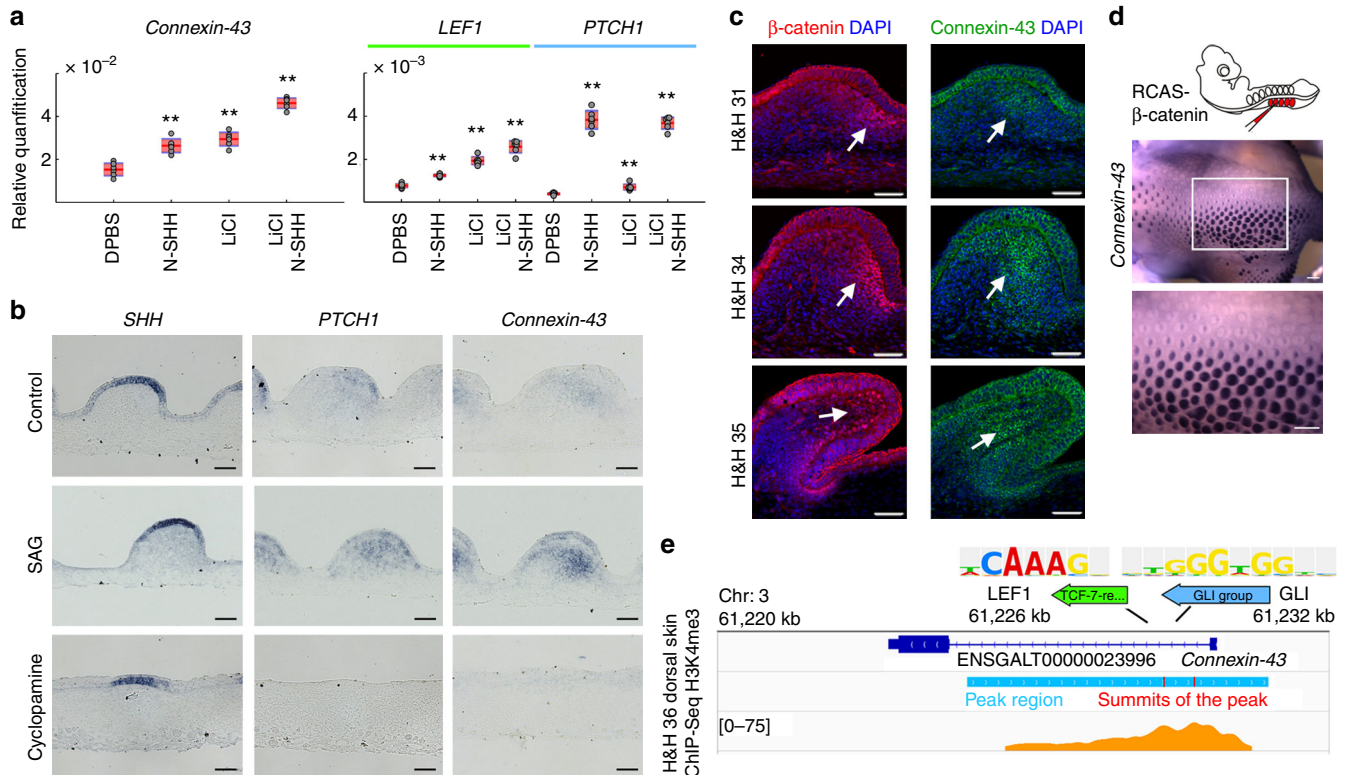 a
Connexin-43
LEF1
PTCH1
Relative quantifitication
× 10⁻²
4
2
DPBS
N-SHH
LiCl
LiCl N-SHH
** ** ** **
× 10⁻³
4
2
DPBS
N-SHH
LiCl
LiCl N-SHH
DPBS
N-SHH
LiCl
LiCl N-SHH
** ** ** ** ** **
b
SHH
PTCH1
Connexin-43
Control
SAG
Cyclopamine
c
β-catenin DAPI
Connexin-43 DAPI
H&H 31
H&H 34
H&H 35
d
RCAS-
β-catenin
Connexin-43
e
CAAAG
TGGGTGG
TCF-7-re...
GLI group
LEF1
GLI
Chr: 3
61,220 kb
61,226 kb
61,232 kb
H&H 36 dorsal skin
ChIP-Seq H3K4me3
ENSGALT00000023996
Connexin-43
Peak region
Summits of the peak
[0–75]